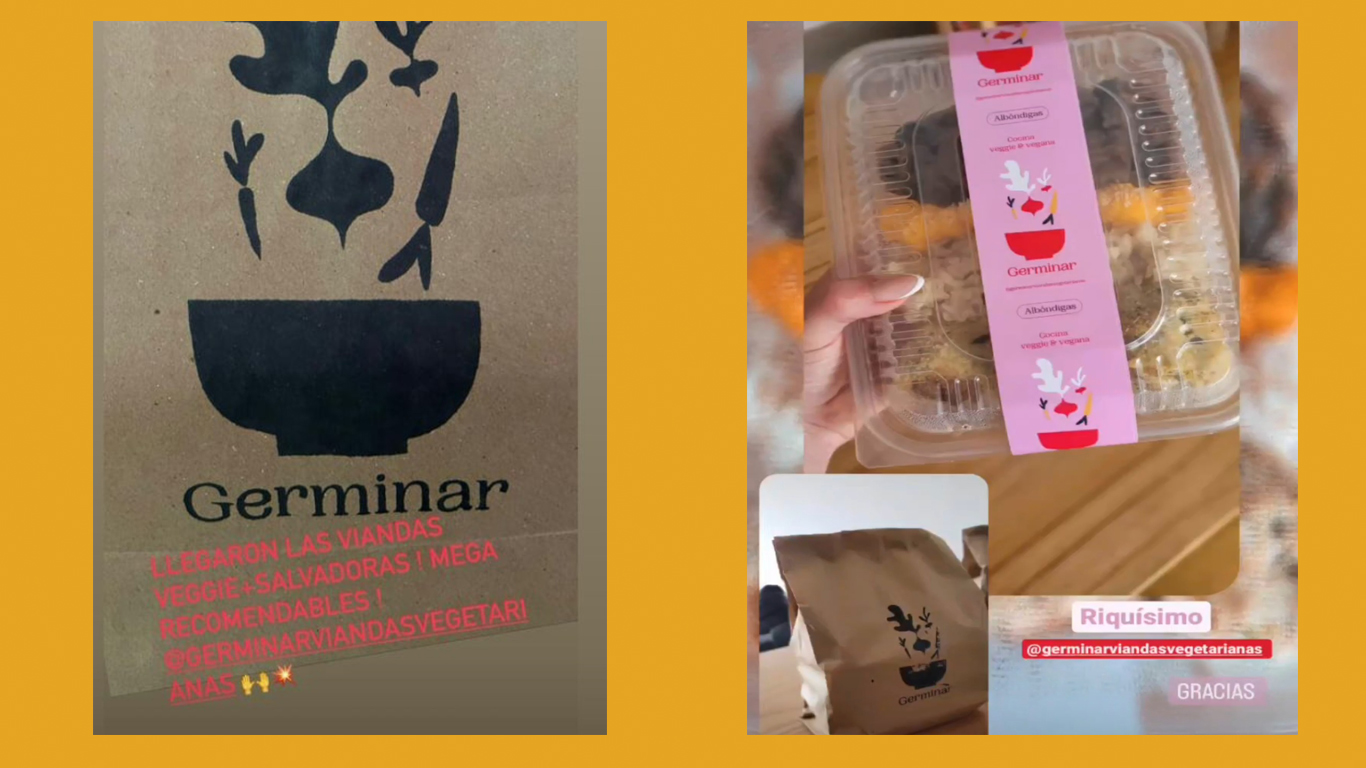 Germinar
LLEGARON LAS VIANDAS
VEGGIE+SALVADORAS ! MEGA
RECOMENDABLES !
@GERMINARVIANDASVEGETARI
ANAS 🙌💥
Germinar
Albóndigas
Cocina
veggie & vegana
Germinar
Albóndigas
Cocina
veggie & vegana
Germinar
Riquísimo
@germinarviandasvegetarianas
GRACIAS